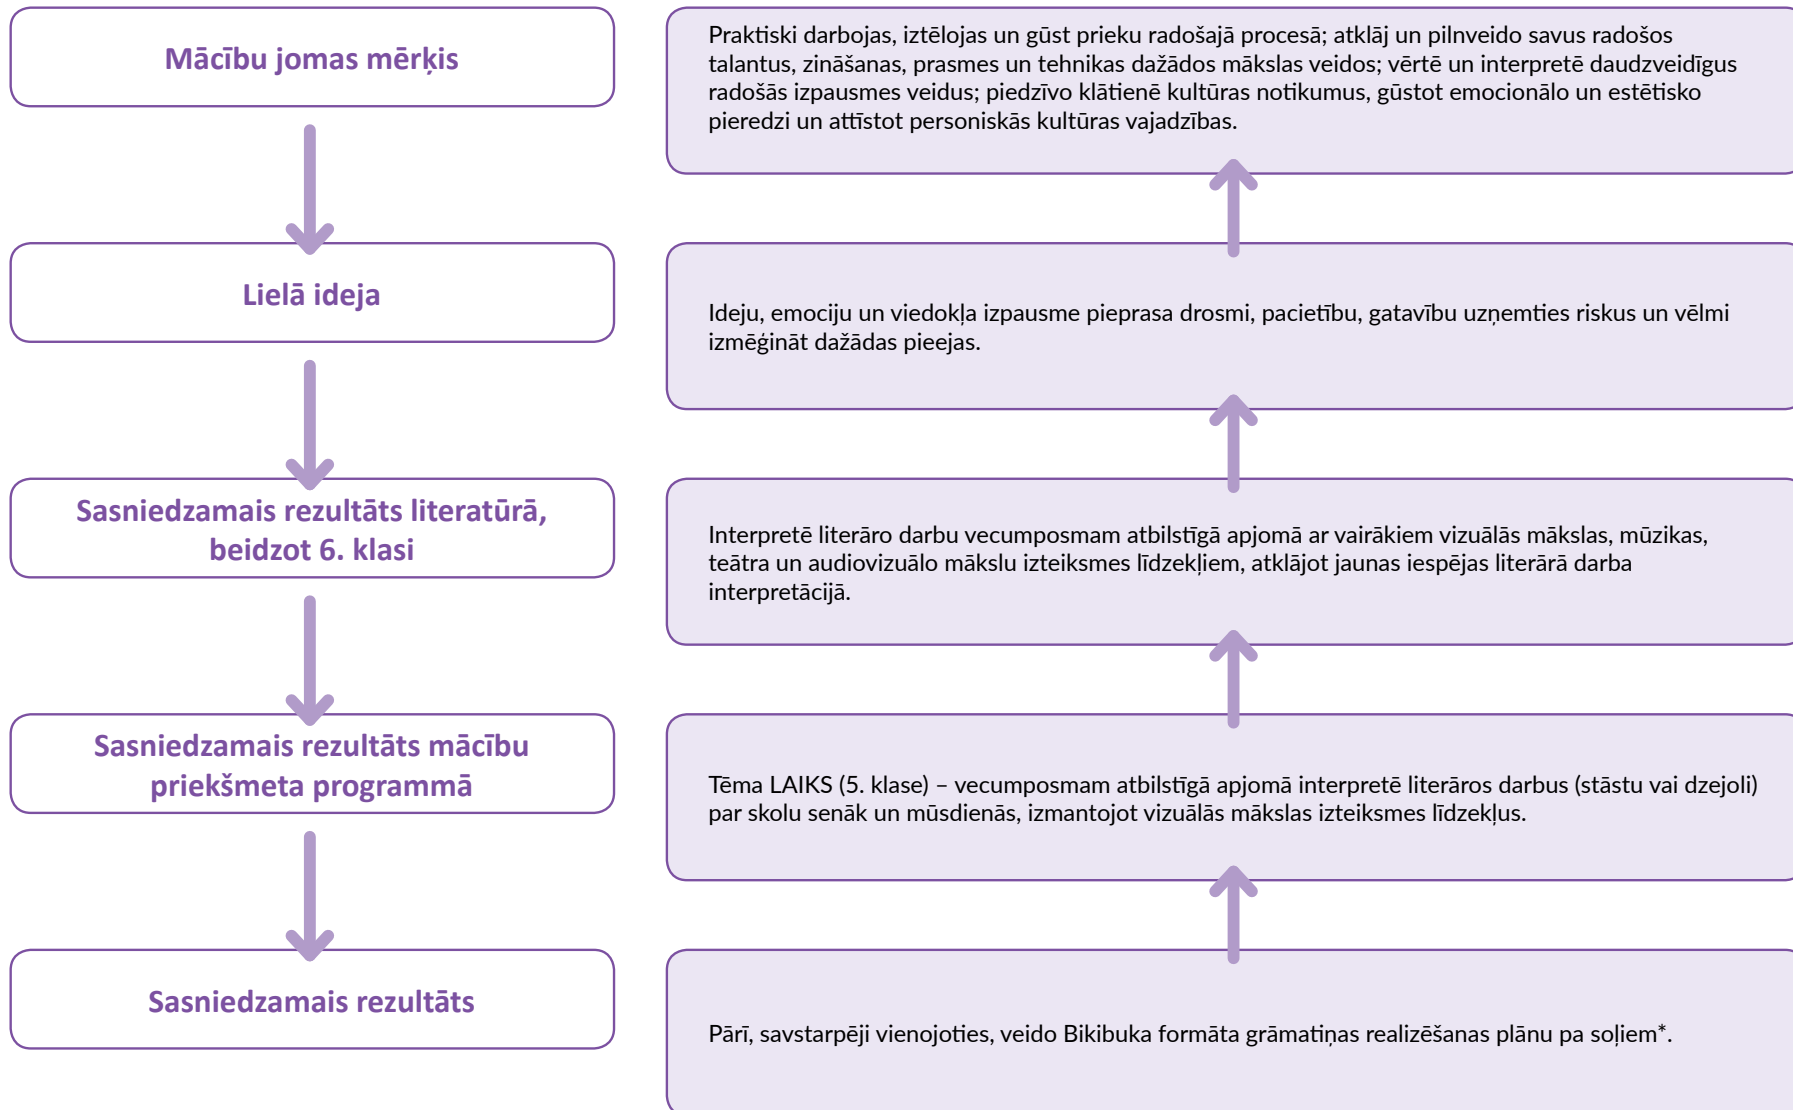 Mācību jomas mērķis
Praktiski darbojas, iztēlojas un gūst prieku radošajā procesā; atklāj un pilnveido savus radošos
talantus, zināšanas, prasmes un tehnikas dažādos mākslas veidos; vērtē un interpretē daudzveidīgus
radošās izpausmes veidus; piedzīvo klātienē kultūras notikumus, gūstot emocionālo un estētisko
pieredzi un attīstot personiskās kultūras vajadzības.
Lielā ideja
Ideju, emociju un viedokļa izpausme pieprasa drosmi, pacietību, gatavību uzņemties riskus un vēlmi
izmēģināt dažādas pieejas.
Sasniedzamais rezultāts literatūrā,
beidzot 6. klasi
Interpretē literāro darbu vecumposmam atbilstīgā apjomā ar vairākiem vizuālās mākslas, mūzikas,
teātra un audiovizuālo mākslu izteiksmes līdzekļiem, atklājot jaunas iespējas literārā darba
interpretācijā.
Sasniedzamais rezultāts mācību
priekšmeta programmā
Tēma LAIKS (5. klase) – vecumposmam atbilstīgā apjomā interpretē literāros darbus (stāstu vai dzejoli)
par skolu senāk un mūsdienās, izmantojot vizuālās mākslas izteiksmes līdzekļus.
Sasniedzamais rezultāts
Pārī, savstarpēji vienojoties, veido Bikibuka formāta grāmatiņas realizēšanas plānu pa soļiem*.